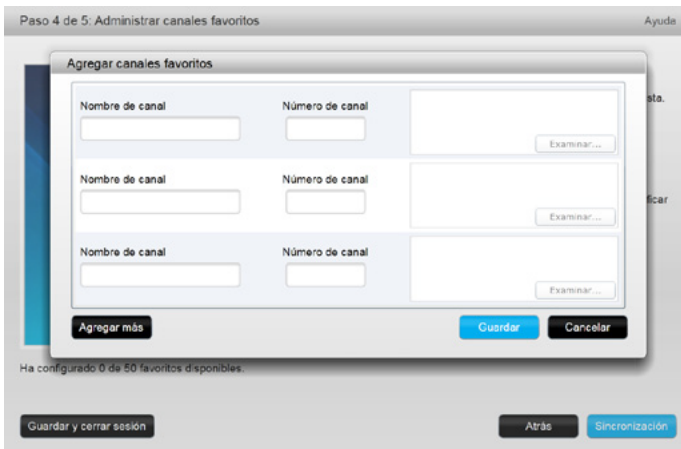 Paso 4 de 5: Administrar canales favoritos
Ayuda
Agregar canales favoritos
sta.
Nombre de canal
Número de canal
Examinar...
Nombre de canal
Número de canal
ficar
Examinar...
Nombre de canal
Número de canal
Examinar...
Agregar más
Guardar
Cancelar
Ha configurado 0 de 50 favoritos disponibles.
Guardar y cerrar sesión
Atrás
Sincronización